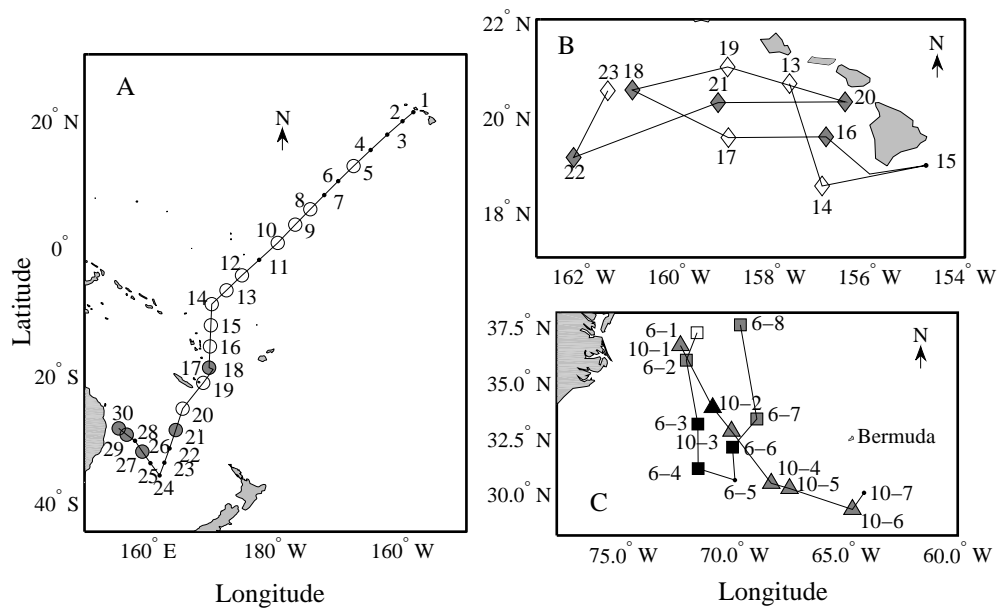 A
N
20° N
0°
20° S
40° S
Latitude
160° E
180° W
160° W
Longitude
1
2
3
4
5
6
7
8
9
10
11
12
13
14
15
16
17
18
19
20
21
22
23
24
25
26
27
28
29
30
B
N
22° N
20° N
18° N
162° W
160° W
158° W
156° W
154° W
23
18
19
13
21
20
16
17
15
22
14
C
N
37.5° N
35.0° N
32.5° N
30.0° N
75.0° W
70.0° W
65.0° W
60.0° W
Longitude
6–1
6–8
10–1
6–2
10–2
6–3
6–7
10–3
6–6
Bermuda
6–4
6–5
10–4
10–5
10–7
10–6